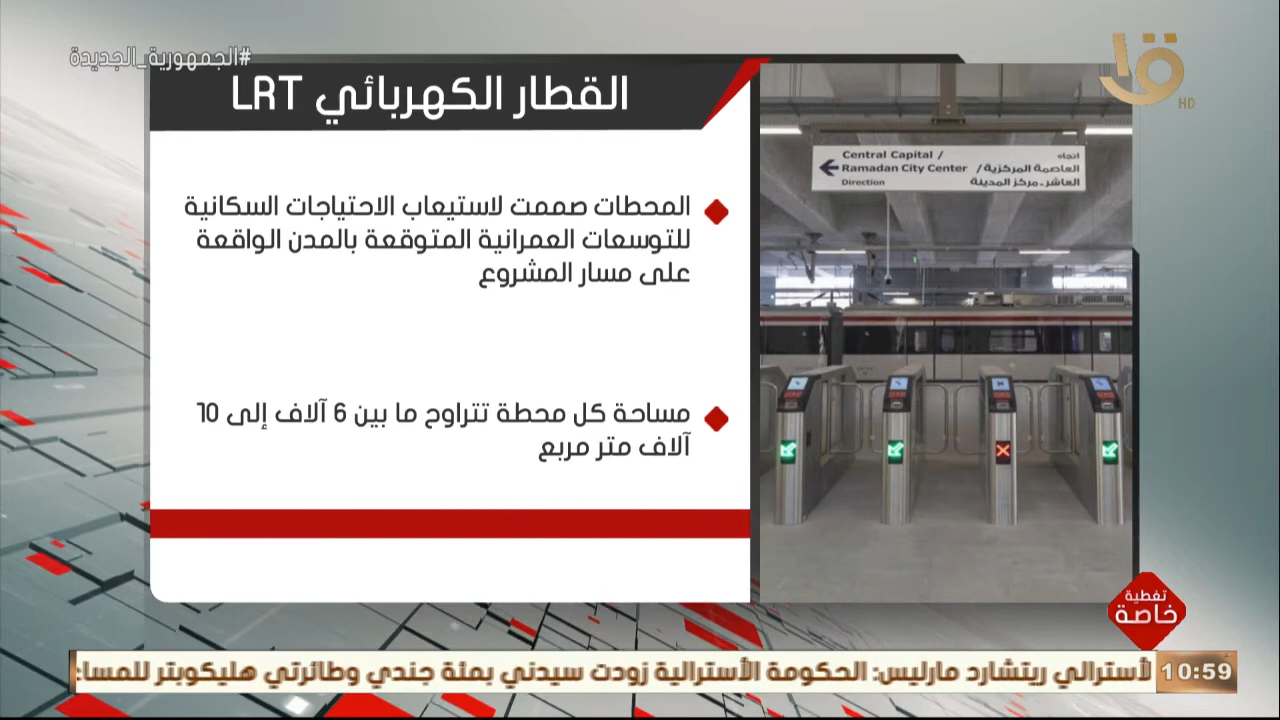 #الجمهورية_الجديدة
HD
القطار الكهربائي LRT
المحطات صممت لاستيعاب الاحتياجات السكانية
للتوسعات العمرانية المتوقعة بالمدن الواقعة
على مسار المشروع
مساحة كل محطة تتراوح ما بين 6 آلاف إلى 10
آلاف متر مربع
Central Capital /
Ramadan City Center
Direction
اتجاه
العاصمة المركزية /
العاشر - مركز المدينة
تغطية
خاصة
10:59
لأسترالي ريتشارد مارليس: الحكومة الأسترالية زودت سيدني بمئة جندي وطائرتي هليكوبتر للمساع